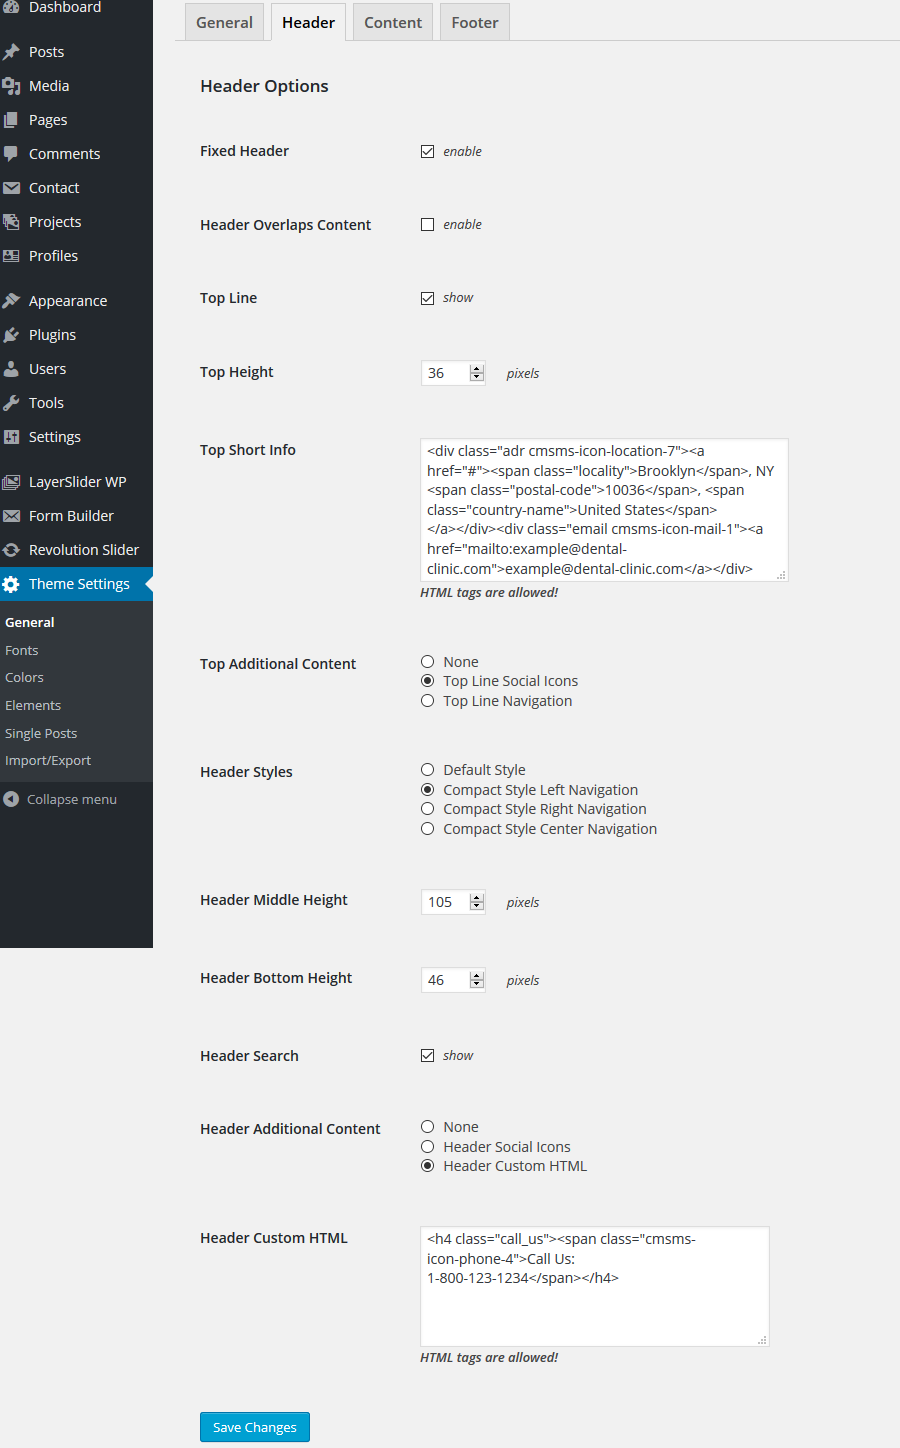 Dashboard
Posts
Media
Pages
Comments
Contact
Projects
Profiles
Appearance
Plugins
Users
Tools
Settings
LayerSlider WP
Form Builder
Revolution Slider
Theme Settings
General
Fonts
Colors
Elements
Single Posts
Import/Export
Collapse menu
General Header Content Footer
Header Options
Fixed Header enable
Header Overlaps Content enable
Top Line show
Top Height 36 pixels
Top Short Info
<div class="adr cmsms-icon-location-7"><a
href="#"><span class="locality">Brooklyn</span>, NY
<span class="postal-code">10036</span>, <span
class="country-name">United States</span>
</a></div><div class="email cmsms-icon-mail-1"><a
href="mailto:example@dental-
clinic.com">example@dental-clinic.com</a></div>
HTML tags are allowed!
Top Additional Content
None
Top Line Social Icons
Top Line Navigation
Header Styles
Default Style
Compact Style Left Navigation
Compact Style Right Navigation
Compact Style Center Navigation
Header Middle Height 105 pixels
Header Bottom Height 46 pixels
Header Search show
Header Additional Content
None
Header Social Icons
Header Custom HTML
Header Custom HTML
<h4 class="call_us"><span class="cmsms-
icon-phone-4">Call Us:
1-800-123-1234</span></h4>
HTML tags are allowed!
Save Changes